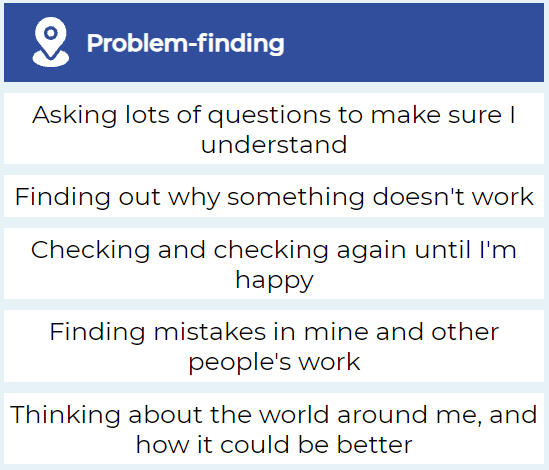 Problem-finding
Asking lots of questions to make sure I
understand
Finding out why something doesn't work
Checking and checking again until I'm
happy
Finding mistakes in mine and other
people's work
Thinking about the world around me, and
how it could be better